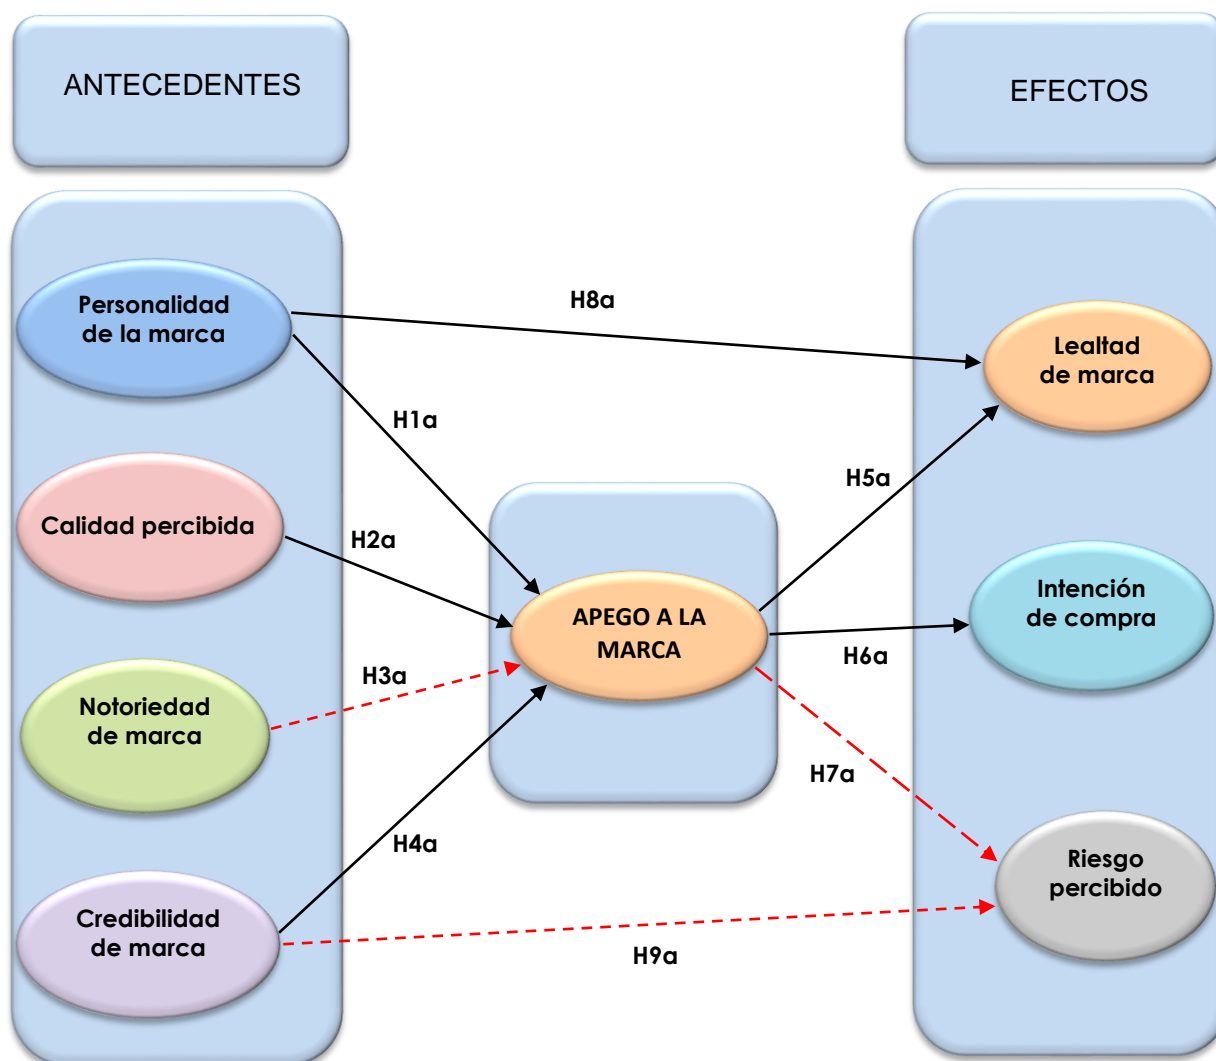 ANTECEDENTES
EFECTOS
Personalidad
de la marca
H8a
Lealtad
de marca
H1a
H5a
Calidad percibida
H2a
Intención
de compra
APEGO A LA
MARCA
H6a
H3a
Notoriedad
de marca
H7a
H4a
Riesgo
percibido
Credibilidad
de marca
H9a